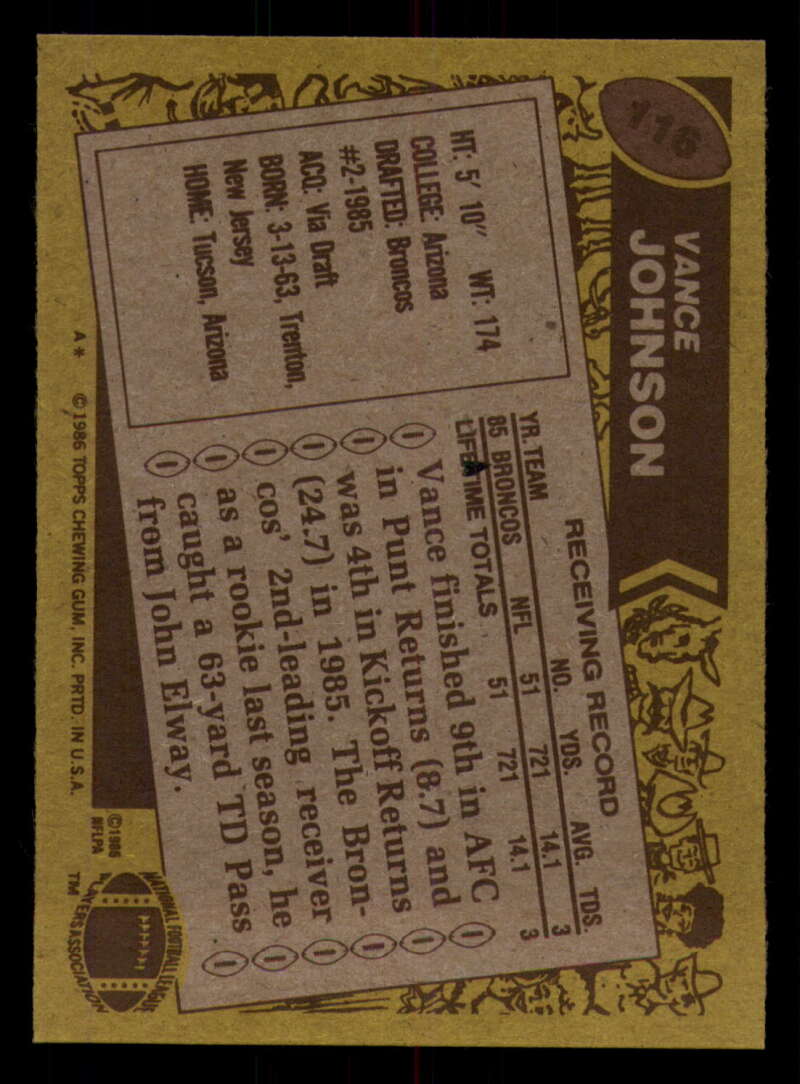 116
VANCE
JOHNSON
HT: 5' 10" WT: 174
COLLEGE: Arizona
DRAFTED: Broncos
#2-1985
ACQ: Via Draft
BORN: 3-13-63, Trenton,
New Jersey
HOME: Tucson, Arizona
RECEIVING RECORD
YR. TEAM NO. YDS. AVG. TDS.
85 BRONCOS NFL 51 721 14.1 3
LIFETIME TOTALS 51 721 14.1 3
Vance finished 9th in AFC
in Punt Returns (8.7) and
was 4th in Kickoff Returns
(24.7) in 1985. The Bron-
cos' 2nd-leading receiver
as a rookie last season, he
caught a 63-yard TD Pass
from John Elway.
A* © 1986 TOPPS CHEWING GUM, INC. PRTD. IN U.S.A.
© 1986
NFLPA
NATIONAL FOOTBALL LEAGUE
PLAYERS ASSOCIATION
TM